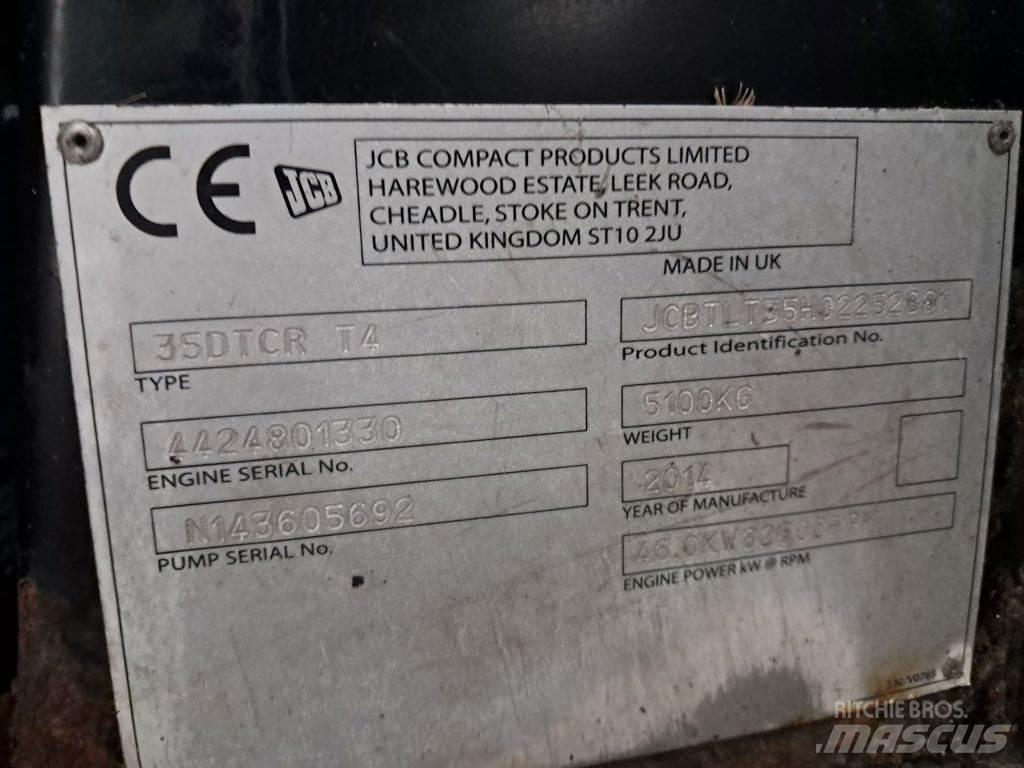 CE
JCB
JCB COMPACT PRODUCTS LIMITED
HAREWOOD ESTATE, LEEK ROAD,
CHEADLE, STOKE ON TRENT,
UNITED KINGDOM ST10 2JU
MADE IN UK
35DTCR T4
TYPE
4424801330
ENGINE SERIAL No.
N143605692
PUMP SERIAL No.
JCBTLT35H02252881
Product Identification No.
5100KG
WEIGHT
2014
YEAR OF MANUFACTURE
ENGINE POWER kW @ RPM
RITCHIE BROS.
MASCUS